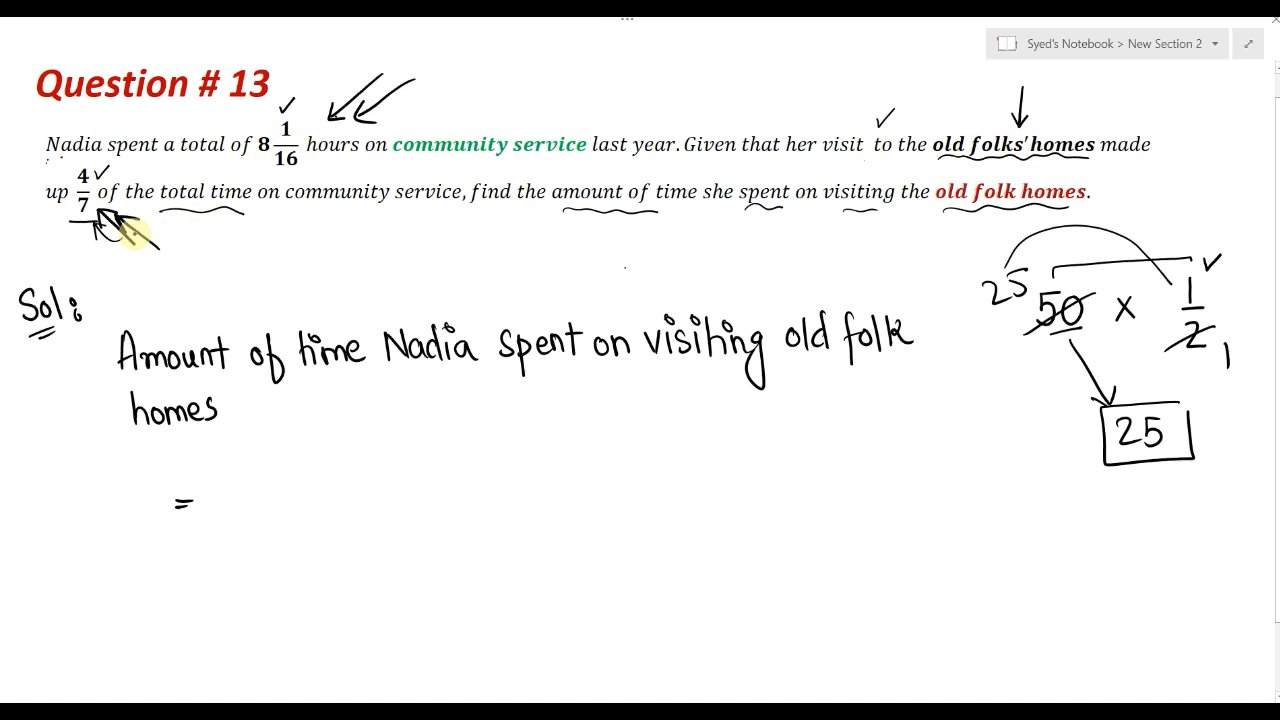 Syed's Notebook > New Section 2
Question # 13
Nadia spent a total of 8 1/16 hours on community service last year. Given that her visit to the old folks' homes made
up 4/7 of the total time on community service, find the amount of time she spent on visiting the old folk homes.
Sol:
Amount of time Nadia spent on visiting old folk
homes
=
25
50 x 1/2
1
25